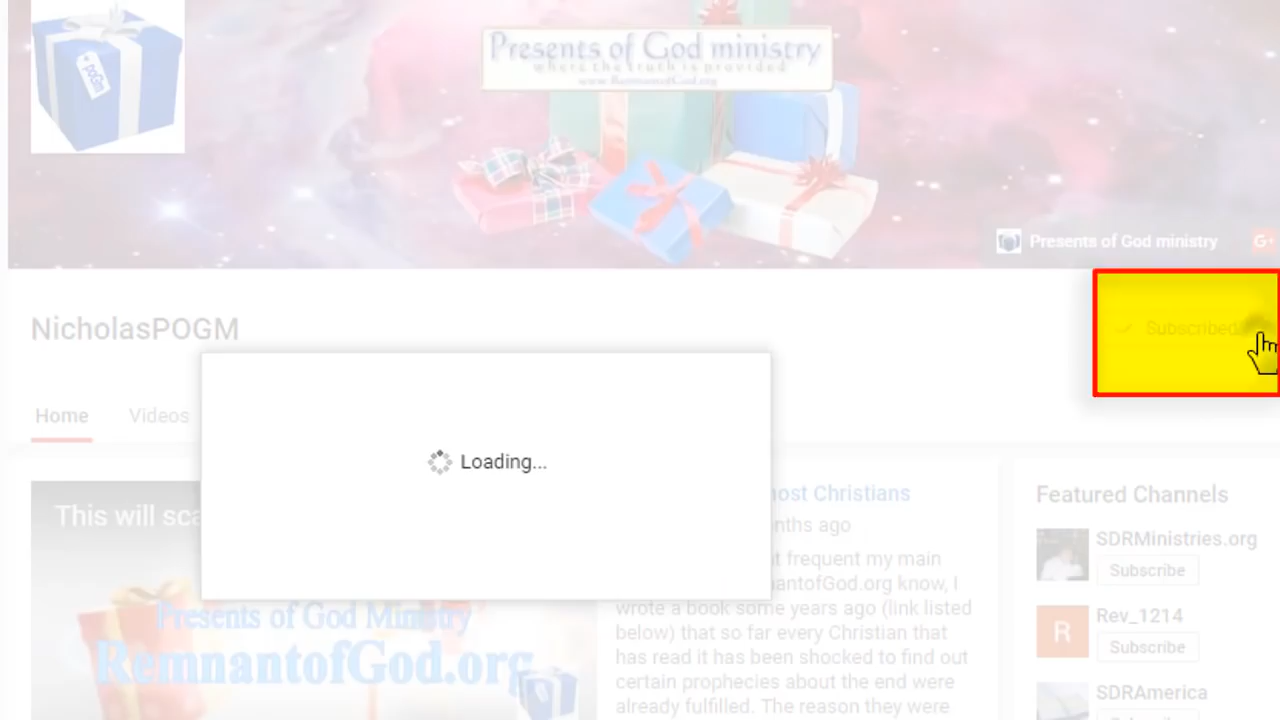 POGM
Presents of God ministry
where the truth is provided
www.RemnantofGod.org
Presents of God ministry
G+
NicholasPOGM
Subscribed
Home
Videos
Loading...
This will sca
Presents of God Ministry
RemnantofGod.org
most Christians
nths ago
t frequent my main
nantofGod.org know, I
wrote a book some years ago (link listed
below) that so far every Christian that
has read it has been shocked to find out
certain prophecies about the end were
already fulfilled. The reason they were
Featured Channels
SDRMinistries.org
Subscribe
R
Rev_1214
Subscribe
SDRAmerica
Subscribe